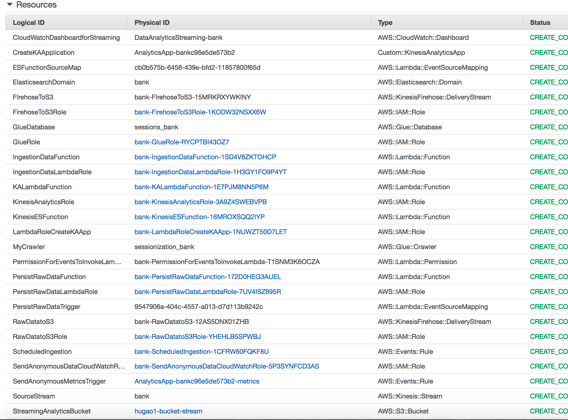 Resources
Logical ID Physical ID Type Status
CloudWatchDashboardforStreaming DataAnalyticsStreaming-bank AWS::CloudWatch::Dashboard CREATE_CO
CreateKAApplication AnalyticsApp-bankc96e5de573b2 Custom::KinesisAnalyticsApp CREATE_CO
ESFunctionSourceMap cb0b575b-6458-439e-bfd2-11857800f65d AWS::Lambda::EventSourceMapping CREATE_CO
ElasticsearchDomain bank AWS::Elasticsearch::Domain CREATE_CO
FIrehoseToS3 bank-FIrehoseToS3-15MRKRXYWKINY AWS::KinesisFirehose::DeliveryStream CREATE_CO
FirehoseToS3Role bank-FirehoseToS3Role-1KODW32NSXX6W AWS::IAM::Role CREATE_CO
GlueDatabase sessions_bank AWS::Glue::Database CREATE_CO
GlueRole bank-GlueRole-RYCPTBI43OZ7 AWS::IAM::Role CREATE_CO
IngestionDataFunction bank-IngestionDataFunction-1SD4V8ZKTOHCP AWS::Lambda::Function CREATE_CO
IngestionDataLambdaRole bank-IngestionDataLambdaRole-1H3GY1FO9P4YT AWS::IAM::Role CREATE_CO
KALambdaFunction bank-KALambdaFunction-1E7PJM8NN5P6M AWS::Lambda::Function CREATE_CO
KinesisAnalyticsRole bank-KinesisAnalyticsRole-3A9Z4SWEBVPB AWS::IAM::Role CREATE_CO
KinesisESFunction bank-KinesisESFunction-16MROXSQQ2IYP AWS::Lambda::Function CREATE_CO
LambdaRoleCreateKAApp bank-LambdaRoleCreateKAApp-1NUWZT50D7LET AWS::IAM::Role CREATE_CO
MyCrawler sessionization_bank AWS::Glue::Crawler CREATE_CO
PermissionForEventsToInvokeLam... bank-PermissionForEventsToInvokeLambda-T1SNM3K6OCZA AWS::Lambda::Permission CREATE_CO
PersistRawDataFunction bank-PersistRawDataFunction-172D0HEG3AUEL AWS::Lambda::Function CREATE_CO
PersistRawDataLambdaRole bank-PersistRawDataLambdaRole-7UV4ISZ895R AWS::IAM::Role CREATE_CO
PersistRawDataTrigger 9547906a-404c-4557-a013-d7d113b9242c AWS::Lambda::EventSourceMapping CREATE_CO
RawDatatoS3 bank-RawDatatoS3-12AS5DNX01ZHB AWS::KinesisFirehose::DeliveryStream CREATE_CO
RawDatatoS3Role bank-RawDatatoS3Role-YHEHLB5SPWBJ AWS::IAM::Role CREATE_CO
ScheduledIngestion bank-ScheduledIngestion-1CFRW60FQKF8U AWS::Events::Rule CREATE_CO
SendAnonymousDataCloudWatchR... bank-SendAnonymousDataCloudWatchRole-5P3SYNFCD3AS AWS::IAM::Role CREATE_CO
SendAnonymousMetricsTrigger AnalyticsApp-bankc96e5de573b2-metrics AWS::Events::Rule CREATE_CO
SourceStream bank AWS::Kinesis::Stream CREATE_CO
StreamingAnalyticsBucket hugao1-bucket-stream AWS::S3::Bucket CREATE_CO